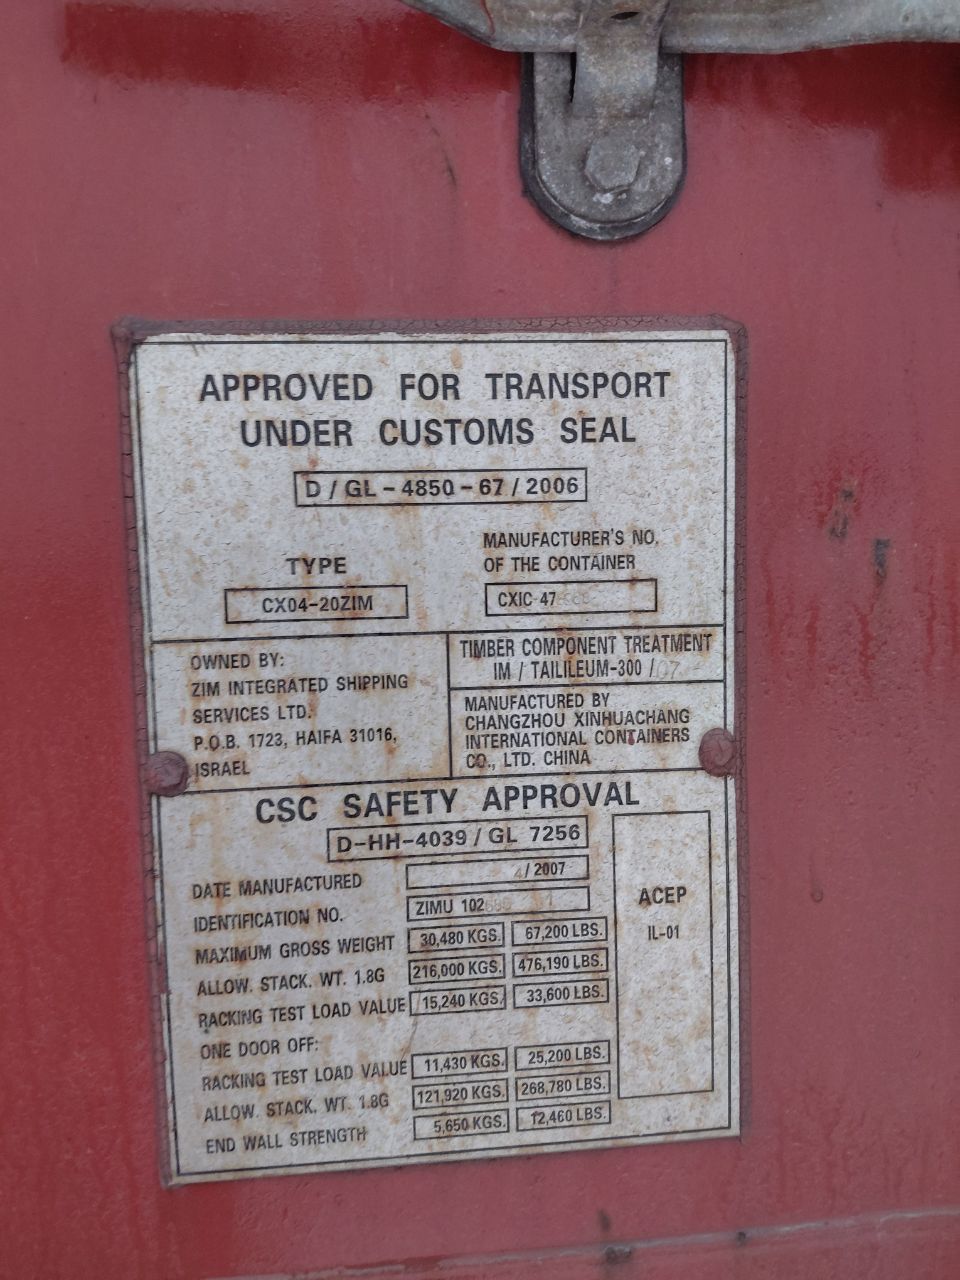 APPROVED FOR TRANSPORT
UNDER CUSTOMS SEAL
D / GL - 4850 - 67 / 2006
TYPE
CX04-20ZIM
MANUFACTURER'S NO.
OF THE CONTAINER
CXIC 47
OWNED BY:
ZIM INTEGRATED SHIPPING
SERVICES LTD.
P.O.B. 1723, HAIFA 31016,
ISRAEL
TIMBER COMPONENT TREATMENT
IM / TAILILEUM-300 / 07
MANUFACTURED BY
CHANGZHOU XINHUACHANG
INTERNATIONAL CONTAINERS
CO., LTD. CHINA
CSC SAFETY APPROVAL
D-HH-4039 / GL 7256
DATE MANUFACTURED 4 / 2007
IDENTIFICATION NO. ZIMU 102
MAXIMUM GROSS WEIGHT 30,480 KGS. 67,200 LBS.
ALLOW. STACK. WT. 1.8G 216,000 KGS. 476,190 LBS.
RACKING TEST LOAD VALUE 15,240 KGS. 33,600 LBS.
ONE DOOR OFF:
RACKING TEST LOAD VALUE 11,430 KGS. 25,200 LBS.
ALLOW. STACK. WT. 1.8G 121,920 KGS. 268,780 LBS.
END WALL STRENGTH 5,650 KGS. 12,460 LBS.
ACEP
IL-01